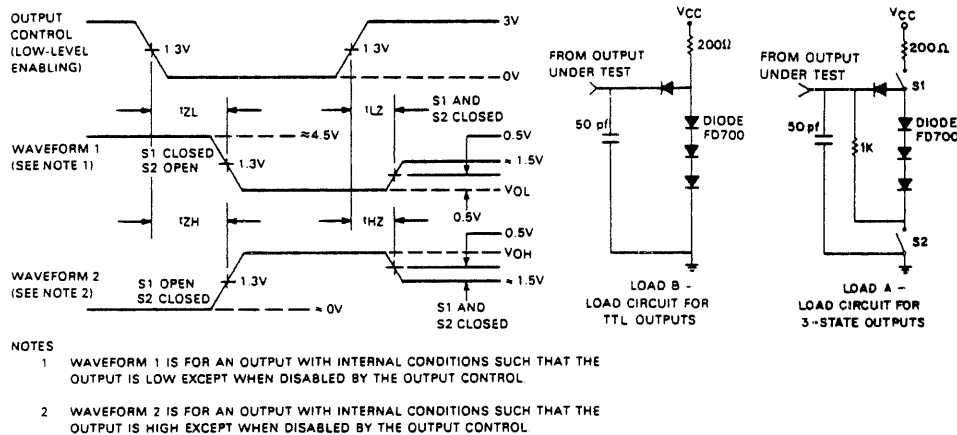 OUTPUT
CONTROL
(LOW-LEVEL
ENABLING)
1.3V
1.3V
3V
0V
tZL
tLZ
S1 AND
S2 CLOSED
WAVEFORM 1
(SEE NOTE 1)
S1 CLOSED
S2 OPEN
≈4.5V
1.3V
0.5V
≈1.5V
VOL
0.5V
tZH
tHZ
0.5V
VOH
WAVEFORM 2
(SEE NOTE 2)
S1 OPEN
S2 CLOSED
1.3V
≈0V
≈1.5V
S1 AND
S2 CLOSED
VCC
200Ω
FROM OUTPUT
UNDER TEST
50 pf
DIODE
FD700
LOAD B -
LOAD CIRCUIT FOR
TTL OUTPUTS
VCC
200Ω
FROM OUTPUT
UNDER TEST
S1
50 pf
1K
DIODE
FD700
S2
LOAD A -
LOAD CIRCUIT FOR
3-STATE OUTPUTS
NOTES
1 WAVEFORM 1 IS FOR AN OUTPUT WITH INTERNAL CONDITIONS SUCH THAT THE
OUTPUT IS LOW EXCEPT WHEN DISABLED BY THE OUTPUT CONTROL
2 WAVEFORM 2 IS FOR AN OUTPUT WITH INTERNAL CONDITIONS SUCH THAT THE
OUTPUT IS HIGH EXCEPT WHEN DISABLED BY THE OUTPUT CONTROL